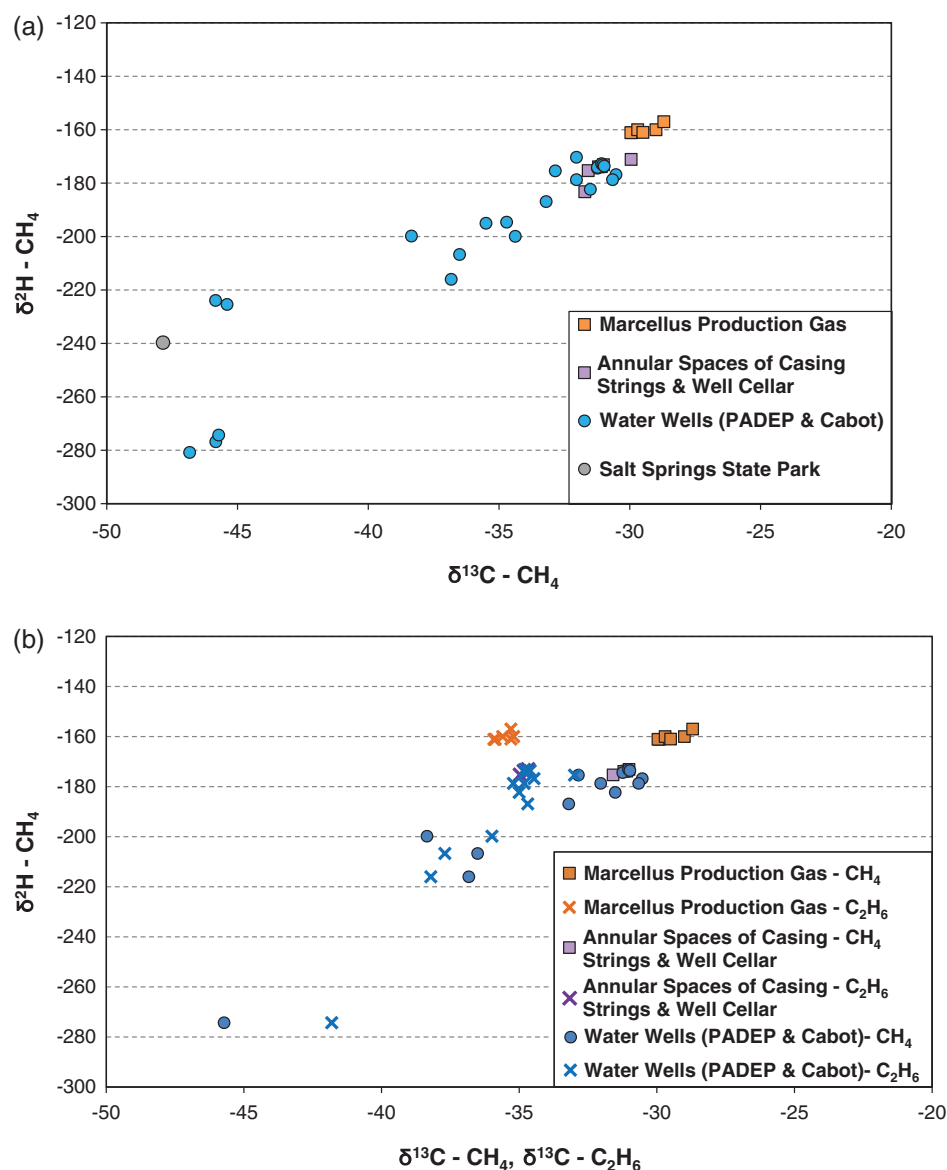 (a)
-120
-140
-160
-180
-200
-220
-240
-260
-280
-300
δ²H - CH₄
-50
-45
-40
-35
-30
-25
-20
δ¹³C - CH₄
Marcellus Production Gas
Annular Spaces of Casing
Strings & Well Cellar
Water Wells (PADEP & Cabot)
Salt Springs State Park
(b)
-120
-140
-160
-180
-200
-220
-240
-260
-280
-300
δ²H - CH₄
-50
-45
-40
-35
-30
-25
-20
δ¹³C - CH₄, δ¹³C - C₂H₆
Marcellus Production Gas - CH₄
Marcellus Production Gas - C₂H₆
Annular Spaces of Casing - CH₄
Strings & Well Cellar
Annular Spaces of Casing - C₂H₆
Strings & Well Cellar
Water Wells (PADEP & Cabot)- CH₄
Water Wells (PADEP & Cabot)- C₂H₆